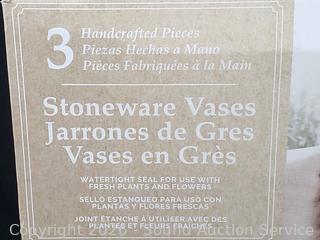 3 Handcrafted Pieces
Piezas Hechas a Mano
Pièces Fabriquées à la Main
Stoneware Vases
Jarrones de Gres
Vases en Grès
WATERTIGHT SEAL FOR USE WITH
FRESH PLANTS AND FLOWERS
SELLO ESTANQUEO PARA USO CON
PLANTAS Y FLORES FRESCAS
JOINT ÉTANCHE À UTILISER AVEC DES
PLANTES ET FLEURS FRAÎCHES
Copyright 2026 - Sound Auction Service